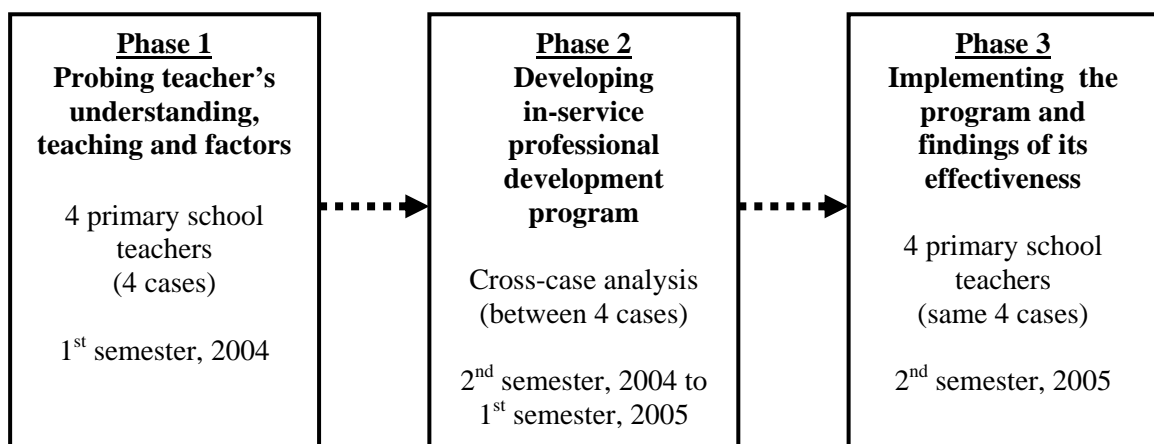 Phase 1
Probing teacher’s
understanding,
teaching and factors
4 primary school
teachers
(4 cases)
1st semester, 2004
Phase 2
Developing
in-service
professional
development
program
Cross-case analysis
(between 4 cases)
2nd semester, 2004 to
1st semester, 2005
Phase 3
Implementing the
program and
findings of its
effectiveness
4 primary school
teachers
(same 4 cases)
2nd semester, 2005